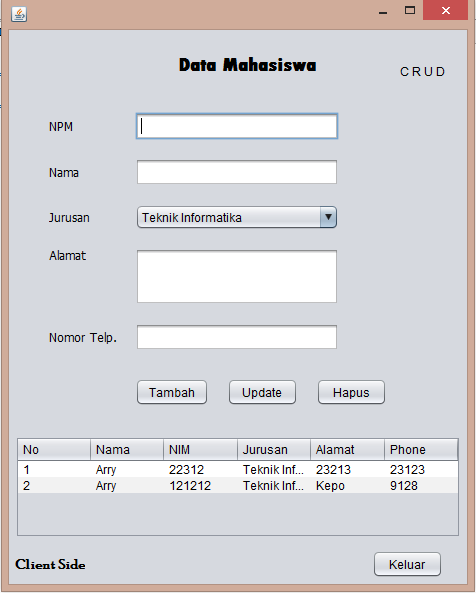 Data Mahasiswa
C R U D
NPM
Nama
Jurusan Teknik Informatika
Alamat
Nomor Telp.
Tambah Update Hapus
No Nama NIM Jurusan Alamat Phone
1 Arry 22312 Teknik Inf... 23213 23123
2 Arry 121212 Teknik Inf... Kepo 9128
Client Side Keluar